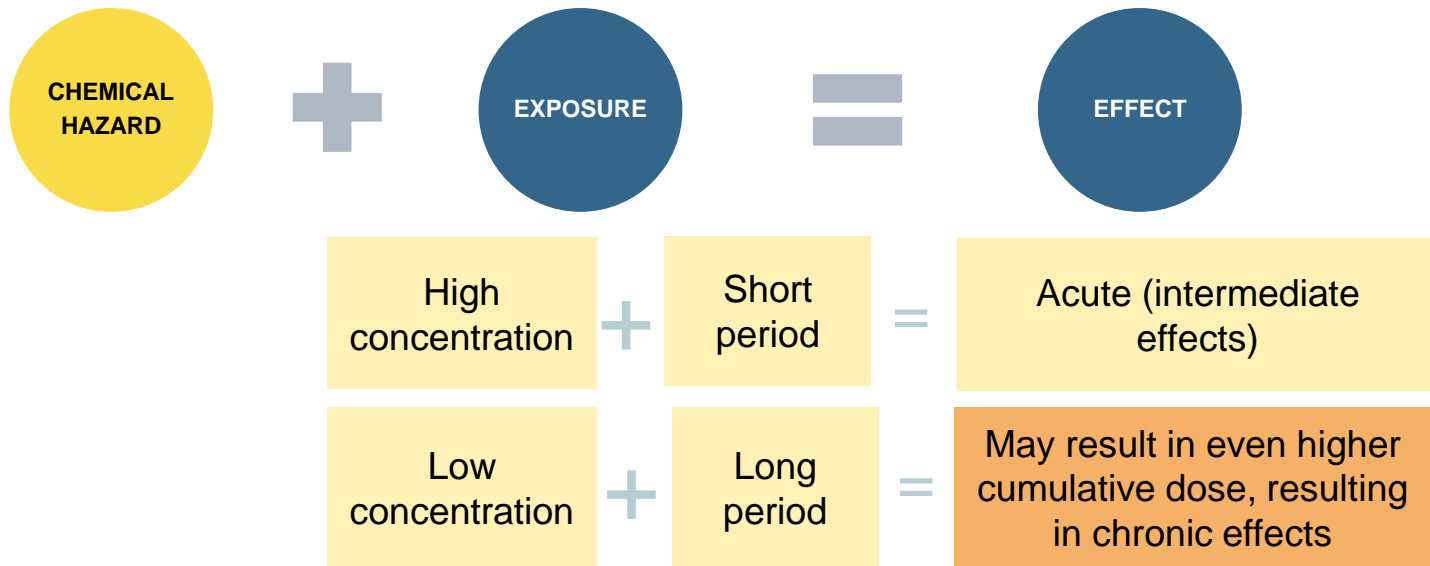 CHEMICAL
HAZARD
EXPOSURE
EFFECT
High
concentration
Short
period
Acute (intermediate
effects)
Low
concentration
Long
period
May result in even higher
cumulative dose, resulting
in chronic effects